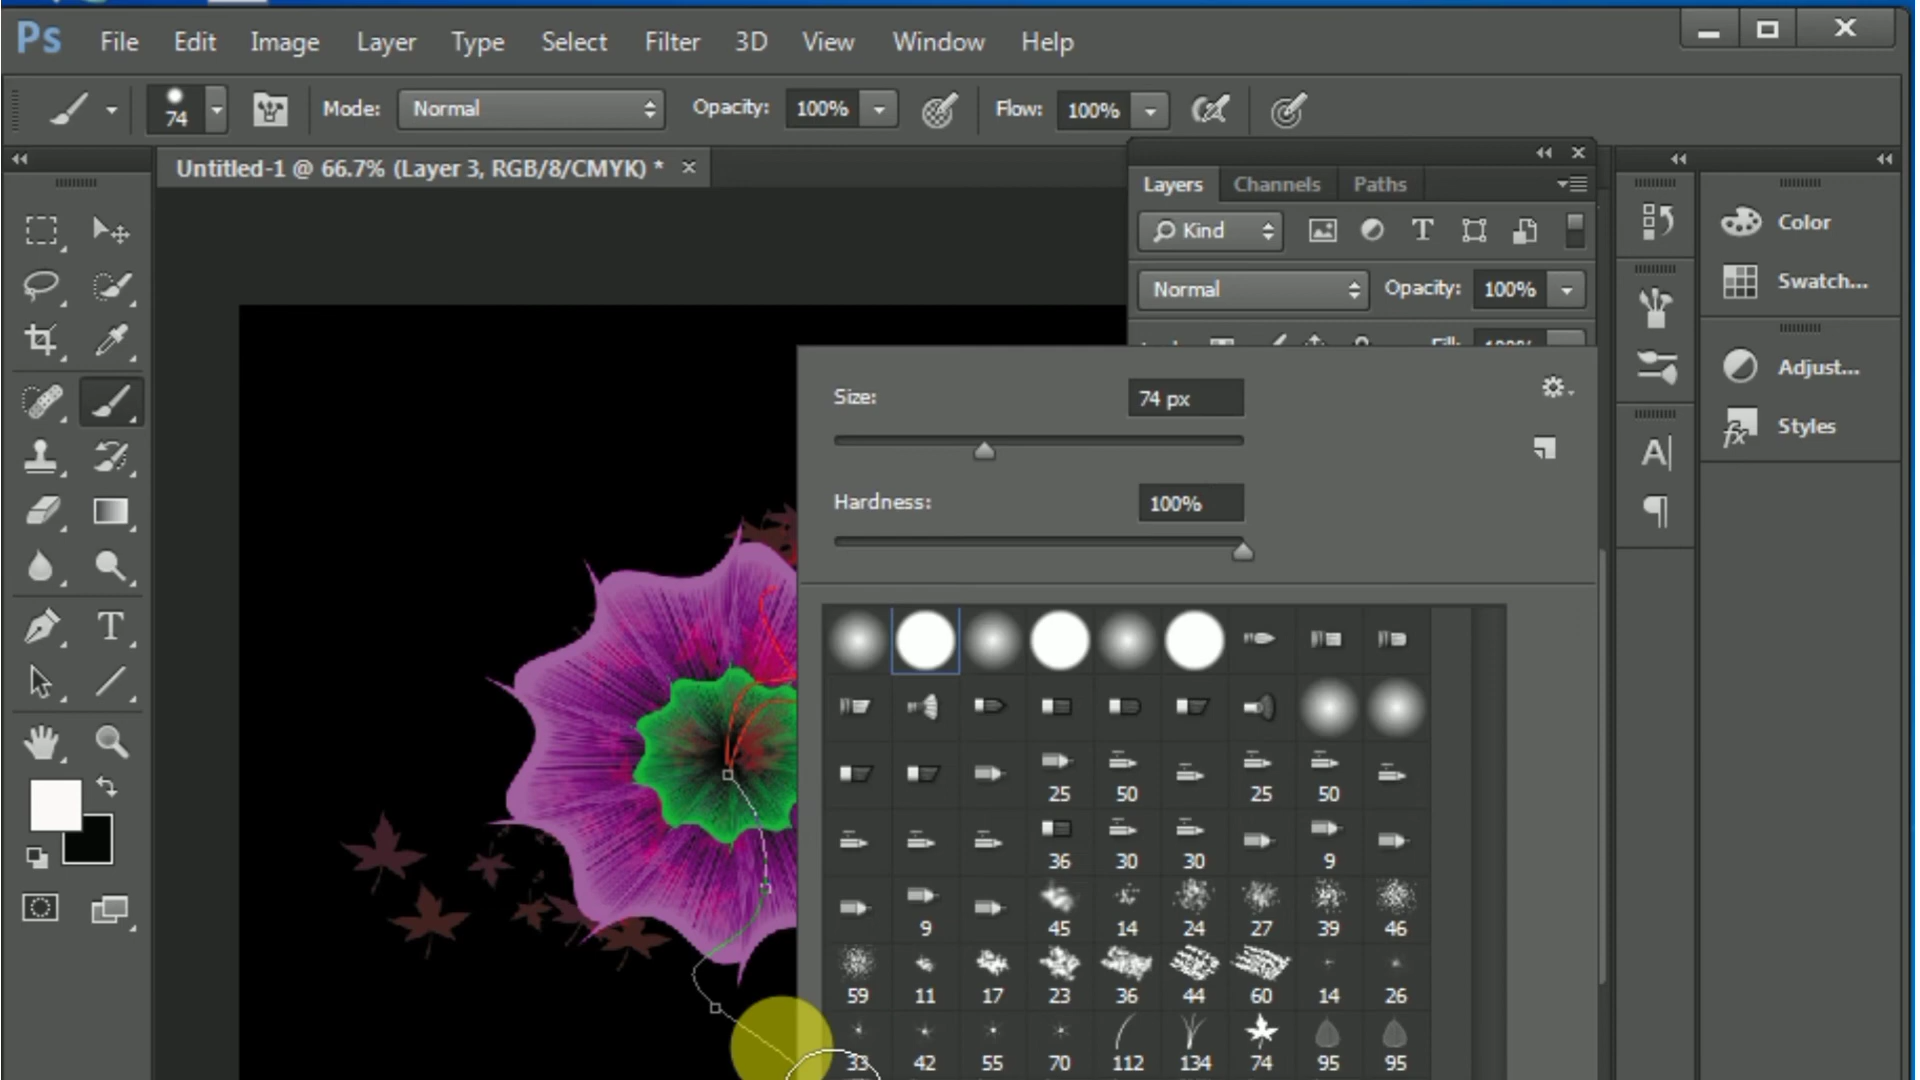 Ps File Edit Image Layer Type Select Filter 3D View Window Help
74 Mode: Normal Opacity: 100% Flow: 100%
Untitled-1 @ 66.7% (Layer 3, RGB/8/CMYK) *
Layers Channels Paths
Kind
Normal Opacity: 100%
Fill: 100%
Color
Swatch...
Adjust...
Styles
Size: 74 px
Hardness: 100%
25 50 25 50
36 30 30 9
9 45 14 24 27 39 46
59 11 17 23 36 44 60 14 26
33 42 55 70 112 134 74 95 95